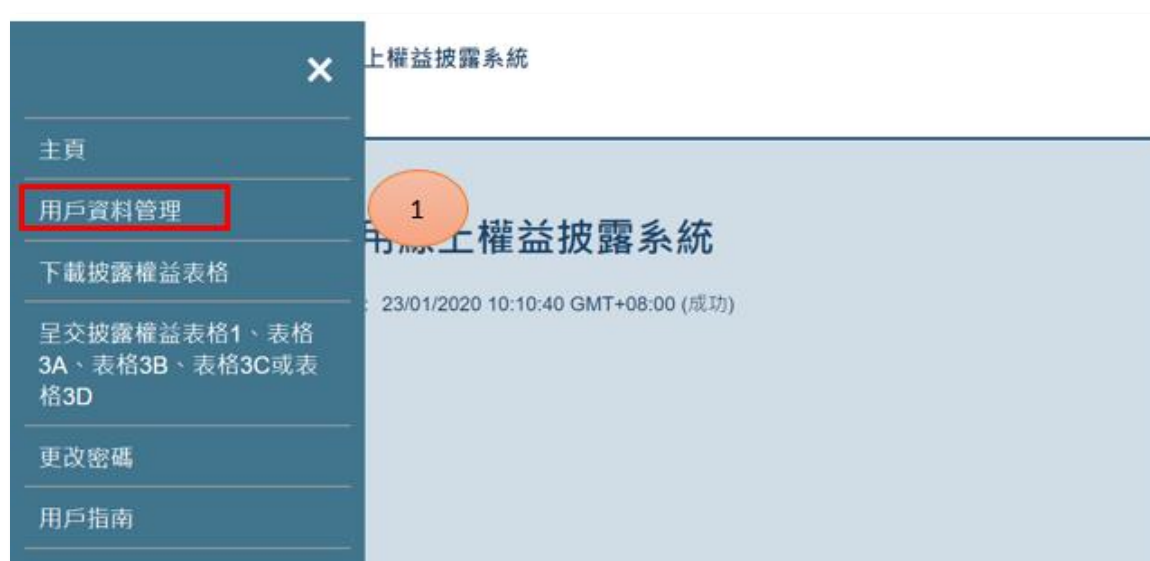 ×
上權益披露系統
主頁
用戶資料管理
1
用線上權益披露系統
下載披露權益表格
: 23/01/2020 10:10:40 GMT+08:00 (成功)
呈交披露權益表格1、表格
3A、表格3B、表格3C或表
格3D
更改密碼
用戶指南